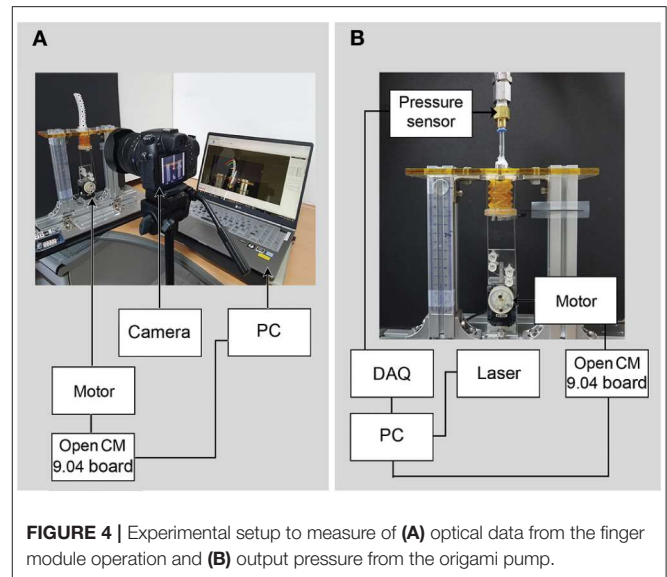 A
Camera
PC
Motor
Open CM
9.04 board
B
Pressure
sensor
Motor
DAQ
Laser
Open CM
9.04 board
PC
FIGURE 4 | Experimental setup to measure of (A) optical data from the finger
module operation and (B) output pressure from the origami pump.